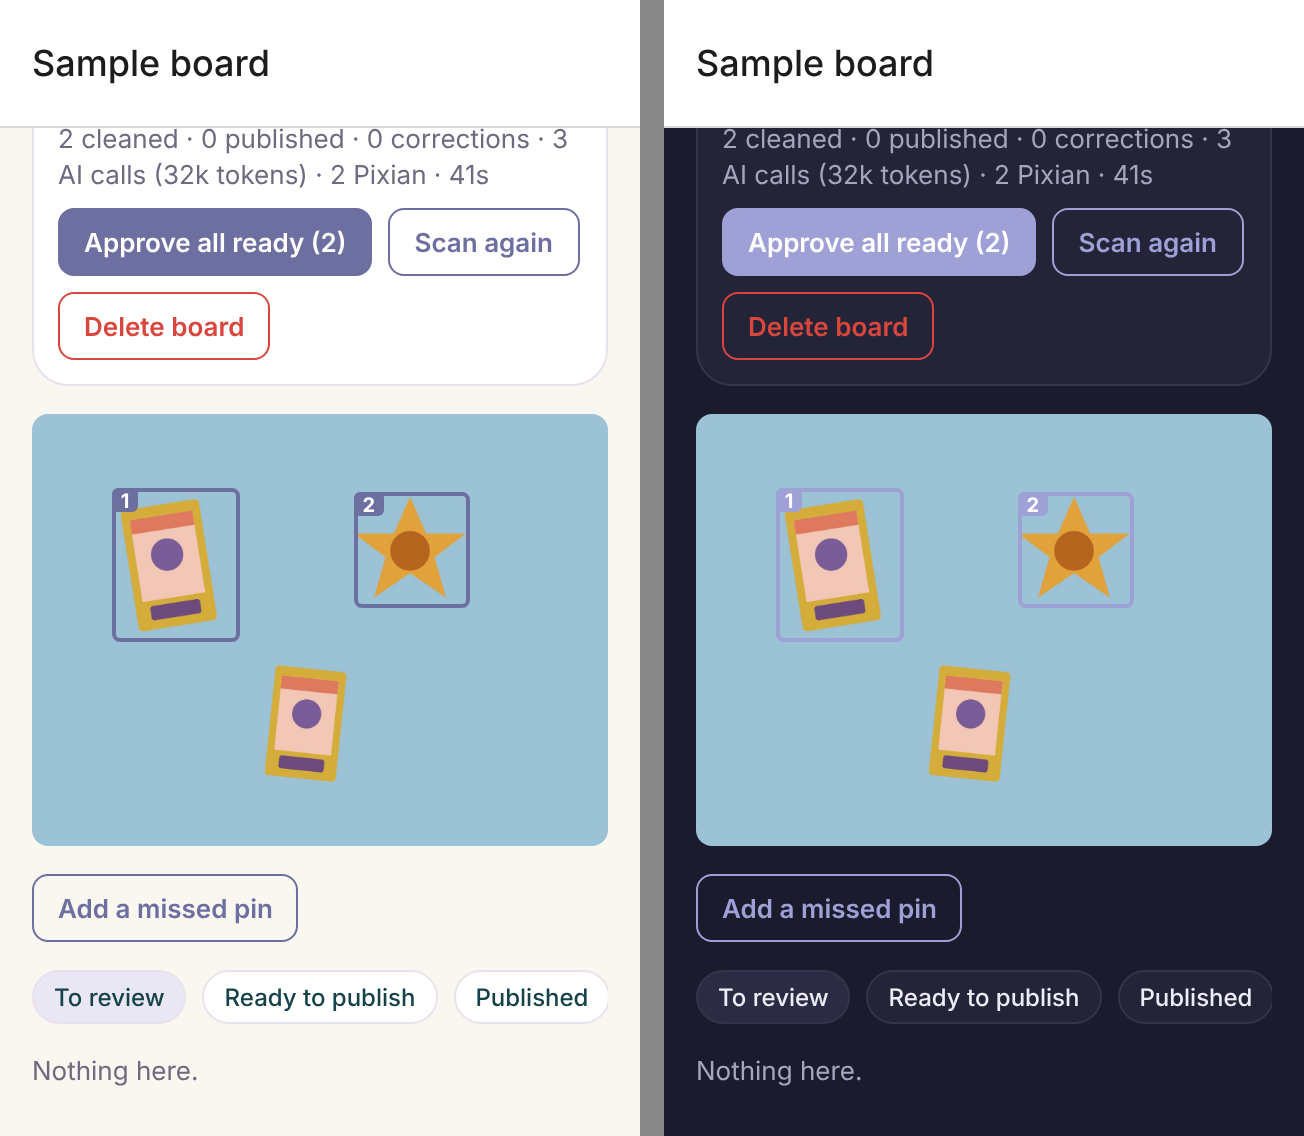 Sample board
2 cleaned · 0 published · 0 corrections · 3
AI calls (32k tokens) · 2 Pixian · 41s
Approve all ready (2)
Scan again
Delete board
1
2
Add a missed pin
To review
Ready to publish
Published
Nothing here.
Sample board
2 cleaned · 0 published · 0 corrections · 3
AI calls (32k tokens) · 2 Pixian · 41s
Approve all ready (2)
Scan again
Delete board
1
2
Add a missed pin
To review
Ready to publish
Published
Nothing here.